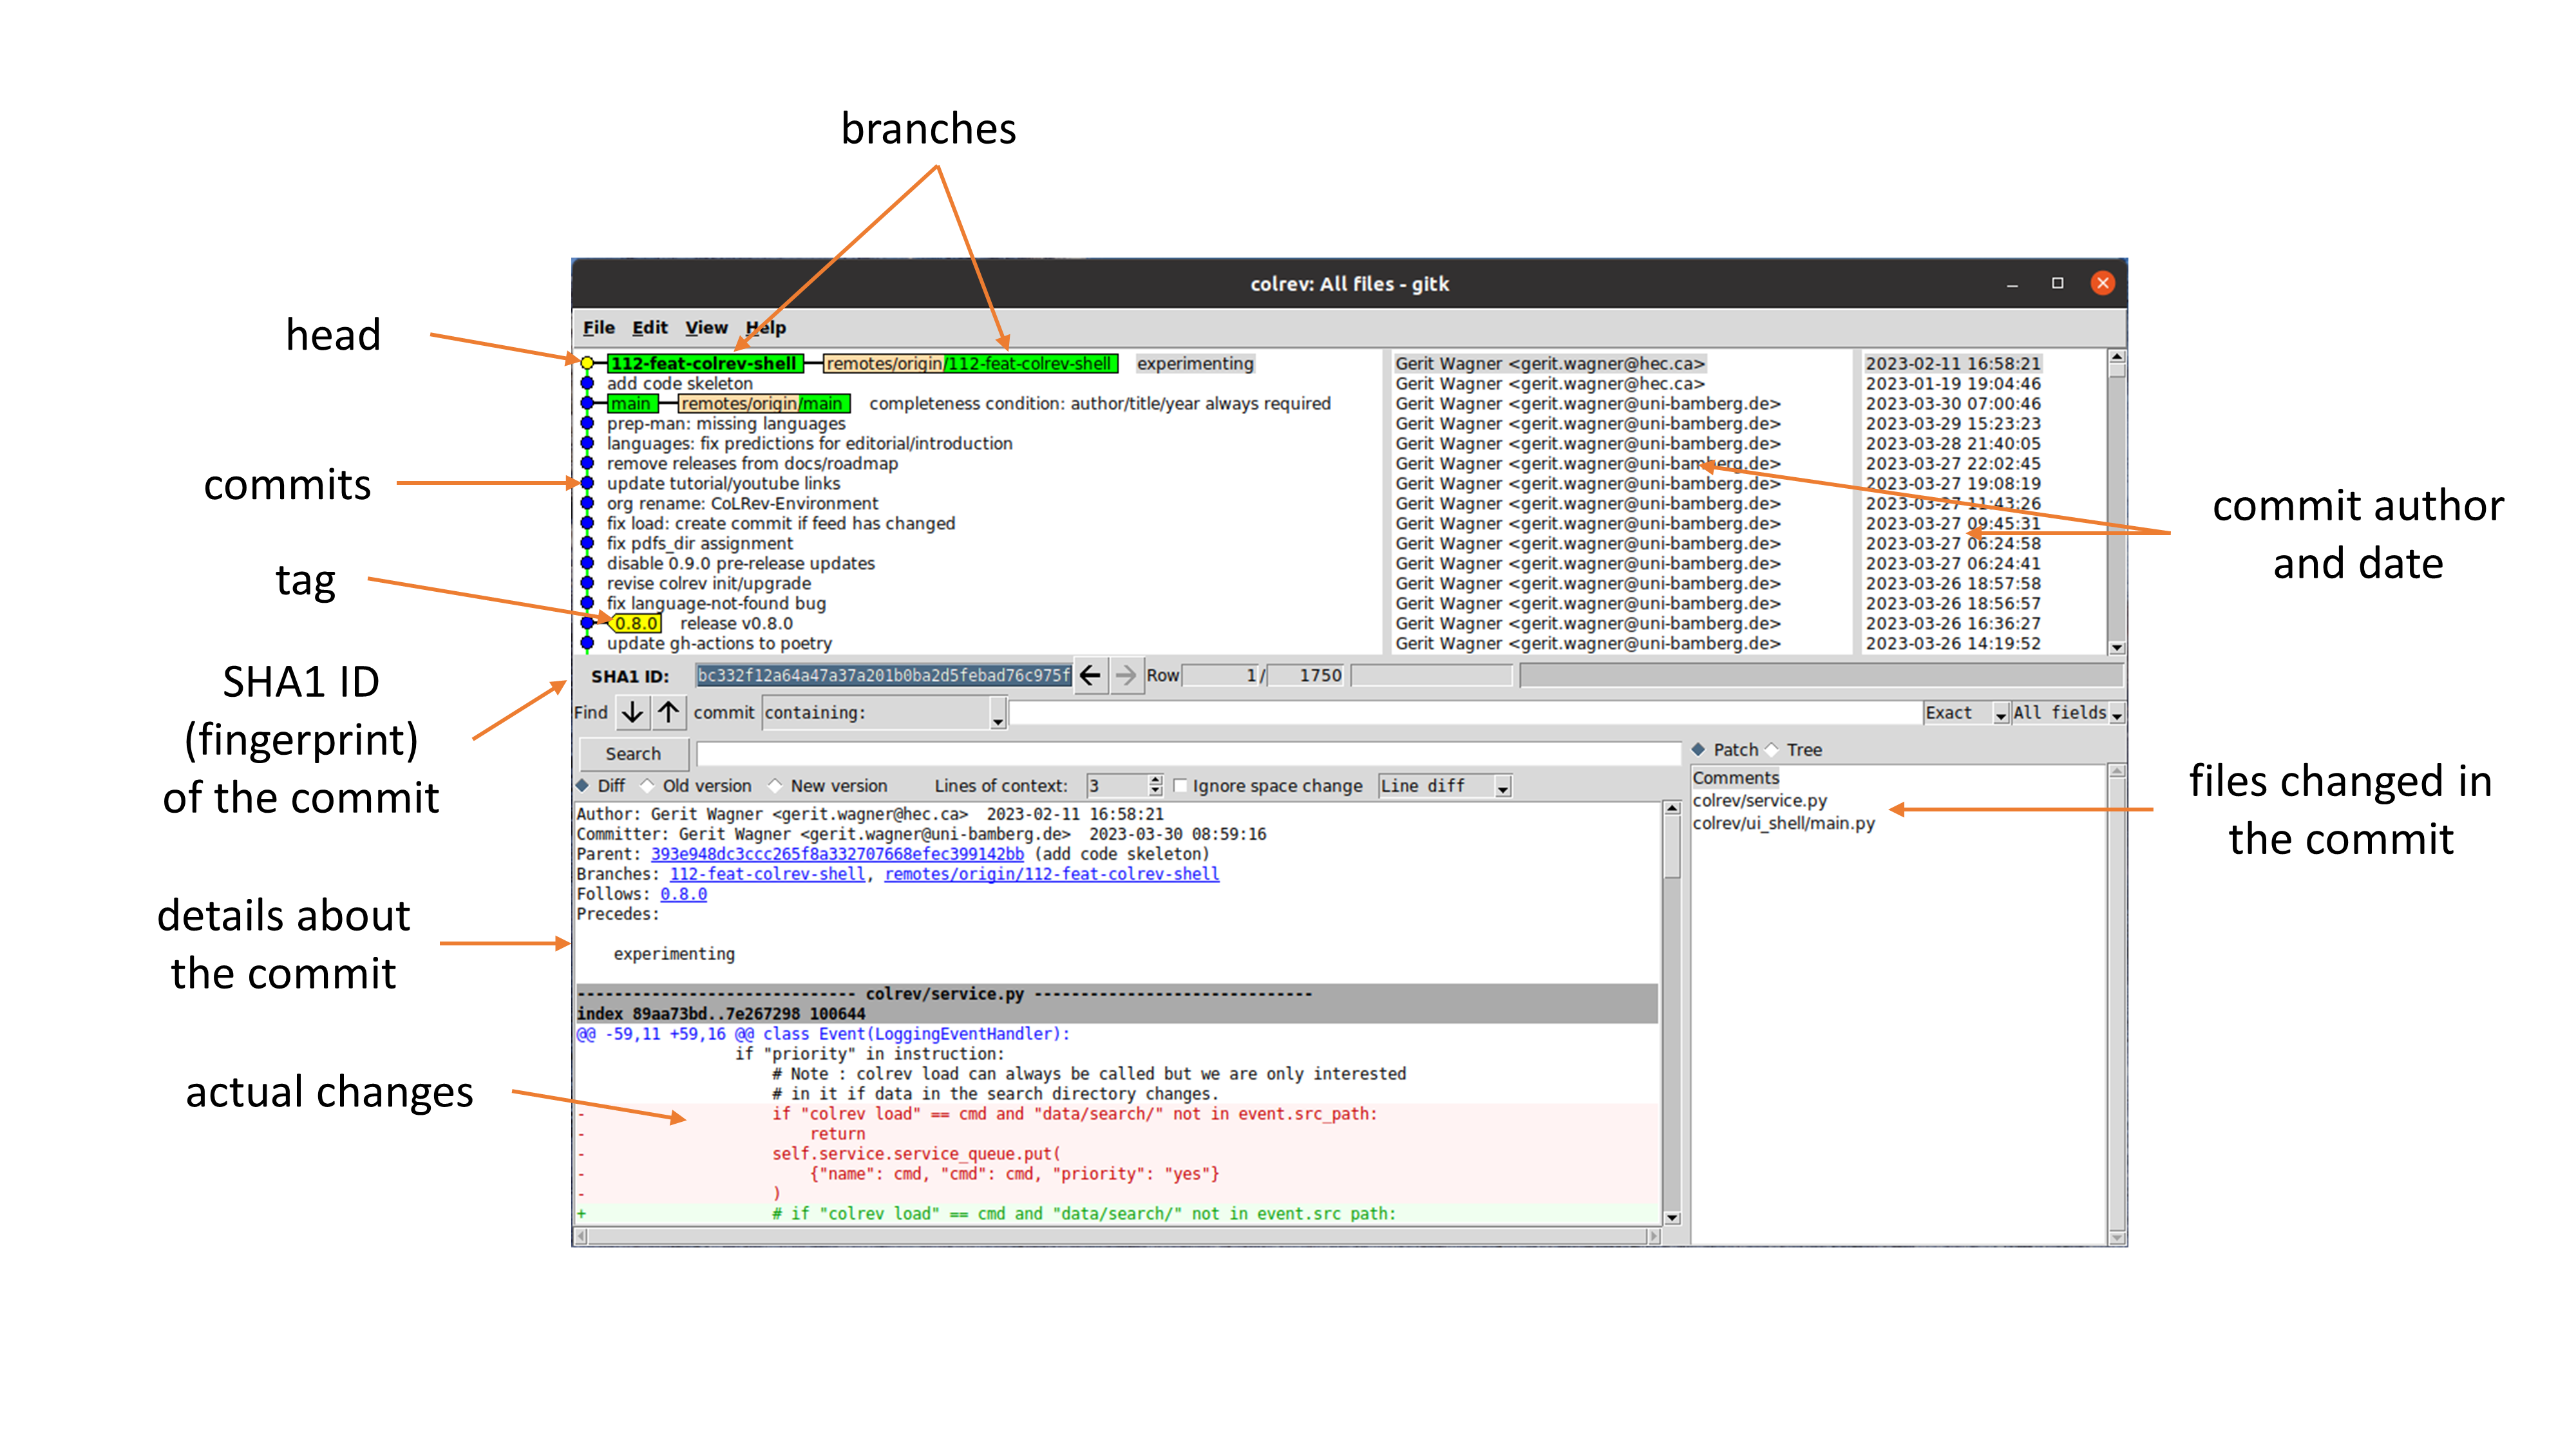 branches
head
commits
tag
SHA1 ID
(fingerprint)
of the commit
details about
the commit
actual changes
commit author
and date
files changed in
the commit
colrev: All files - gitk
File Edit View Help
112-feat-colrev-shell remotes/origin/112-feat-colrev-shell experimenting Gerit Wagner <gerit.wagner@hec.ca> 2023-02-11 16:58:21
add code skeleton Gerit Wagner <gerit.wagner@hec.ca> 2023-01-19 19:04:46
main remotes/origin/main completeness condition: author/title/year always required Gerit Wagner <gerit.wagner@uni-bamberg.de> 2023-03-30 07:00:46
prep-man: missing languages Gerit Wagner <gerit.wagner@uni-bamberg.de> 2023-03-29 15:23:23
languages: fix predictions for editorial/introduction Gerit Wagner <gerit.wagner@uni-bamberg.de> 2023-03-28 21:40:05
remove releases from docs/roadmap Gerit Wagner <gerit.wagner@uni-bamberg.de> 2023-03-27 22:02:45
update tutorial/youtube links Gerit Wagner <gerit.wagner@uni-bamberg.de> 2023-03-27 19:08:19
org rename: CoLRev-Environment Gerit Wagner <gerit.wagner@uni-bamberg.de> 2023-03-27 11:43:26
fix load: create commit if feed has changed Gerit Wagner <gerit.wagner@uni-bamberg.de> 2023-03-27 09:45:31
fix pdfs_dir assignment Gerit Wagner <gerit.wagner@uni-bamberg.de> 2023-03-27 06:24:58
disable 0.9.0 pre-release updates Gerit Wagner <gerit.wagner@uni-bamberg.de> 2023-03-27 06:24:41
revise colrev init/upgrade Gerit Wagner <gerit.wagner@uni-bamberg.de> 2023-03-26 18:57:58
fix language-not-found bug Gerit Wagner <gerit.wagner@uni-bamberg.de> 2023-03-26 18:56:57
0.8.0 release v0.8.0 Gerit Wagner <gerit.wagner@uni-bamberg.de> 2023-03-26 16:36:27
update gh-actions to poetry Gerit Wagner <gerit.wagner@uni-bamberg.de> 2023-03-26 14:19:52
SHA1 ID: bc332f12a64a47a37a201b0ba2d5febad76c975f Row 1 / 1750
Find commit containing: Exact All fields
Search
Diff Old version New version Lines of context: 3 Ignore space change Line diff
Author: Gerit Wagner <gerit.wagner@hec.ca> 2023-02-11 16:58:21
Committer: Gerit Wagner <gerit.wagner@uni-bamberg.de> 2023-03-30 08:59:16
Parent: 393e948dc3ccc265f8a332707668efec399142bb (add code skeleton)
Branches: 112-feat-colrev-shell, remotes/origin/112-feat-colrev-shell
Follows: 0.8.0
Precedes:
experimenting
------------------------------ colrev/service.py ------------------------------
index 89aa73bd..7e267298 100644
@@ -59,11 +59,16 @@ class Event(LoggingEventHandler):
if "priority" in instruction:
# Note : colrev load can always be called but we are only interested
# in it if data in the search directory changes.
- if "colrev load" == cmd and "data/search/" not in event.src_path:
- return
- self.service.service_queue.put(
- {"name": cmd, "cmd": cmd, "priority": "yes"}
- )
+ # if "colrev load" == cmd and "data/search/" not in event.src path:
Patch Tree
Comments
colrev/service.py
colrev/ui_shell/main.py